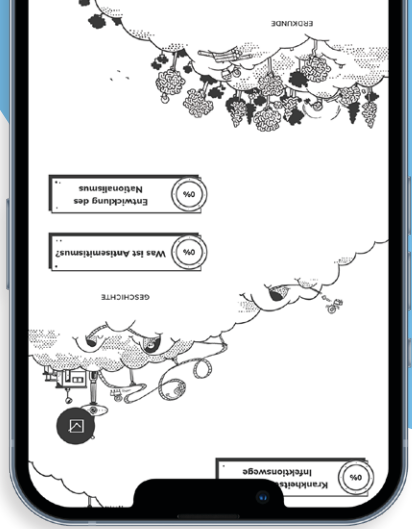 0%
Krankheits
Infektionswege
GESCHICHTE
0%
Was ist Antisemitismus?
0%
Entwicklung des
Nationalismus
ERDKUNDE